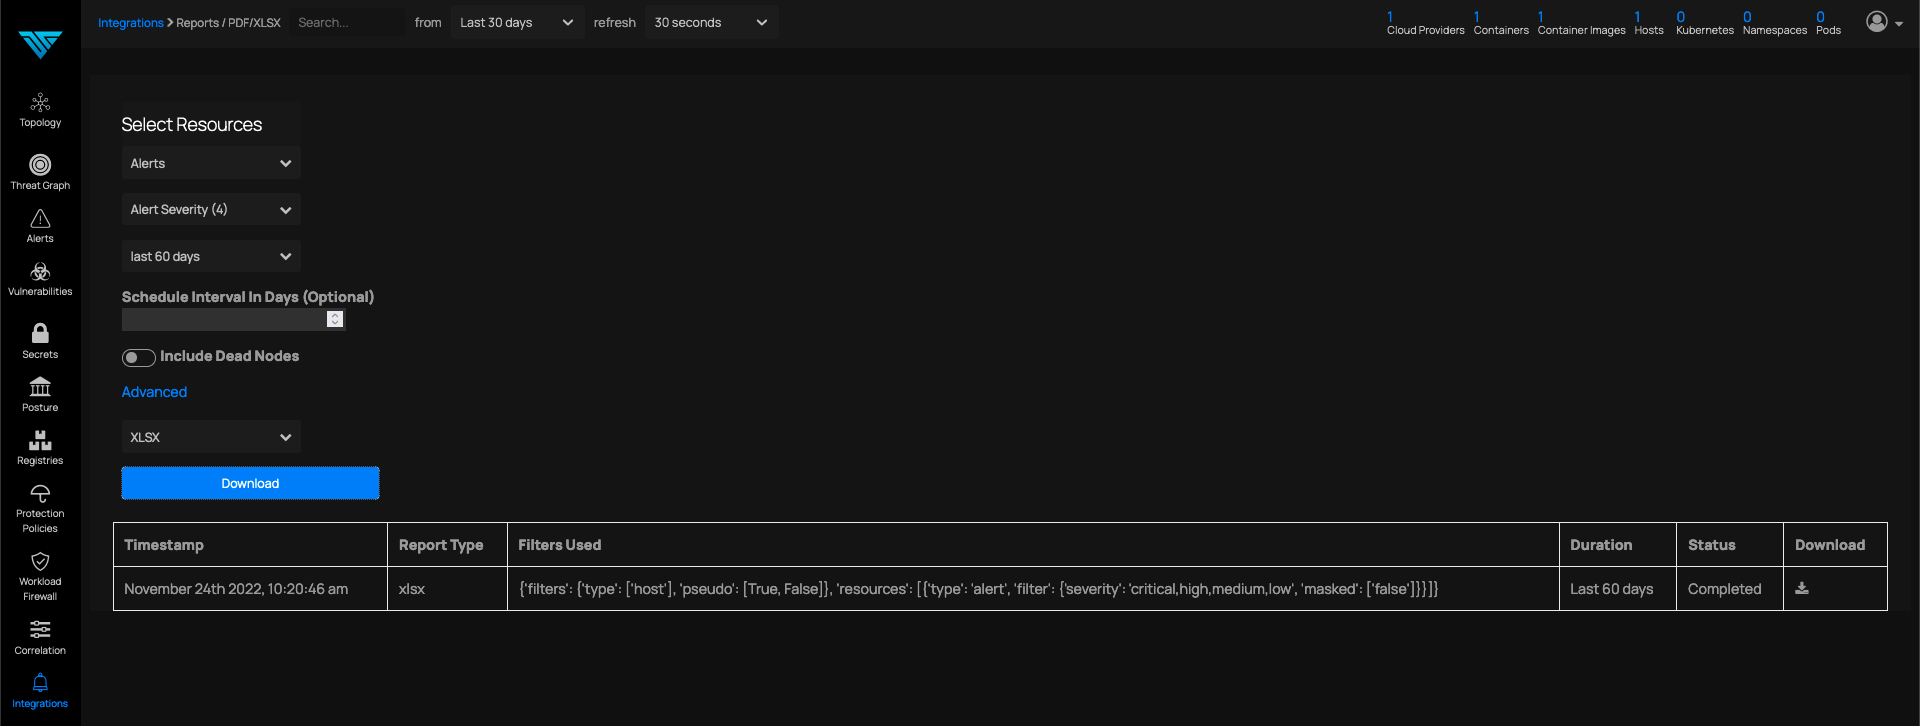 Integrations > Reports / PDF/XLSX Search... from Last 30 days refresh 30 seconds
1 Cloud Providers
1 Containers
1 Container Images
1 Hosts
0 Kubernetes
0 Namespaces
0 Pods
Topology
Threat Graph
Alerts
Vulnerabilities
Secrets
Posture
Registries
Protection
Policies
Workload
Firewall
Correlation
Integrations
Select Resources
Alerts
Alert Severity (4)
last 60 days
Schedule Interval In Days (Optional)
Include Dead Nodes
Advanced
XLSX
Download
Timestamp Report Type Filters Used Duration Status Download
November 24th 2022, 10:20:46 am xlsx {'filters': {'type': ['host'], 'pseudo': [True, False]}, 'resources': [{'type': 'alert', 'filter': {'severity': 'critical,high,medium,low', 'masked': ['false']}}]} Last 60 days Completed